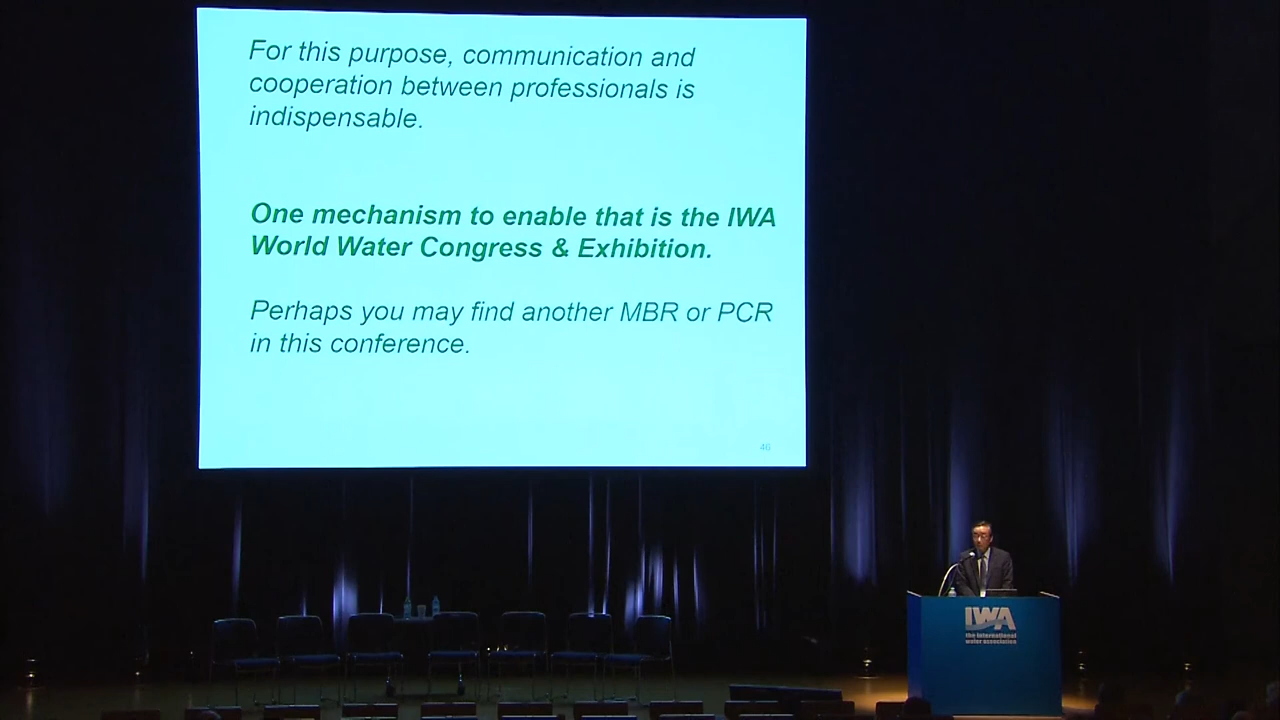 For this purpose, communication and
cooperation between professionals is
indispensable.
One mechanism to enable that is the IWA
World Water Congress & Exhibition.
Perhaps you may find another MBR or PCR
in this conference.
46
IWA
the international
water association